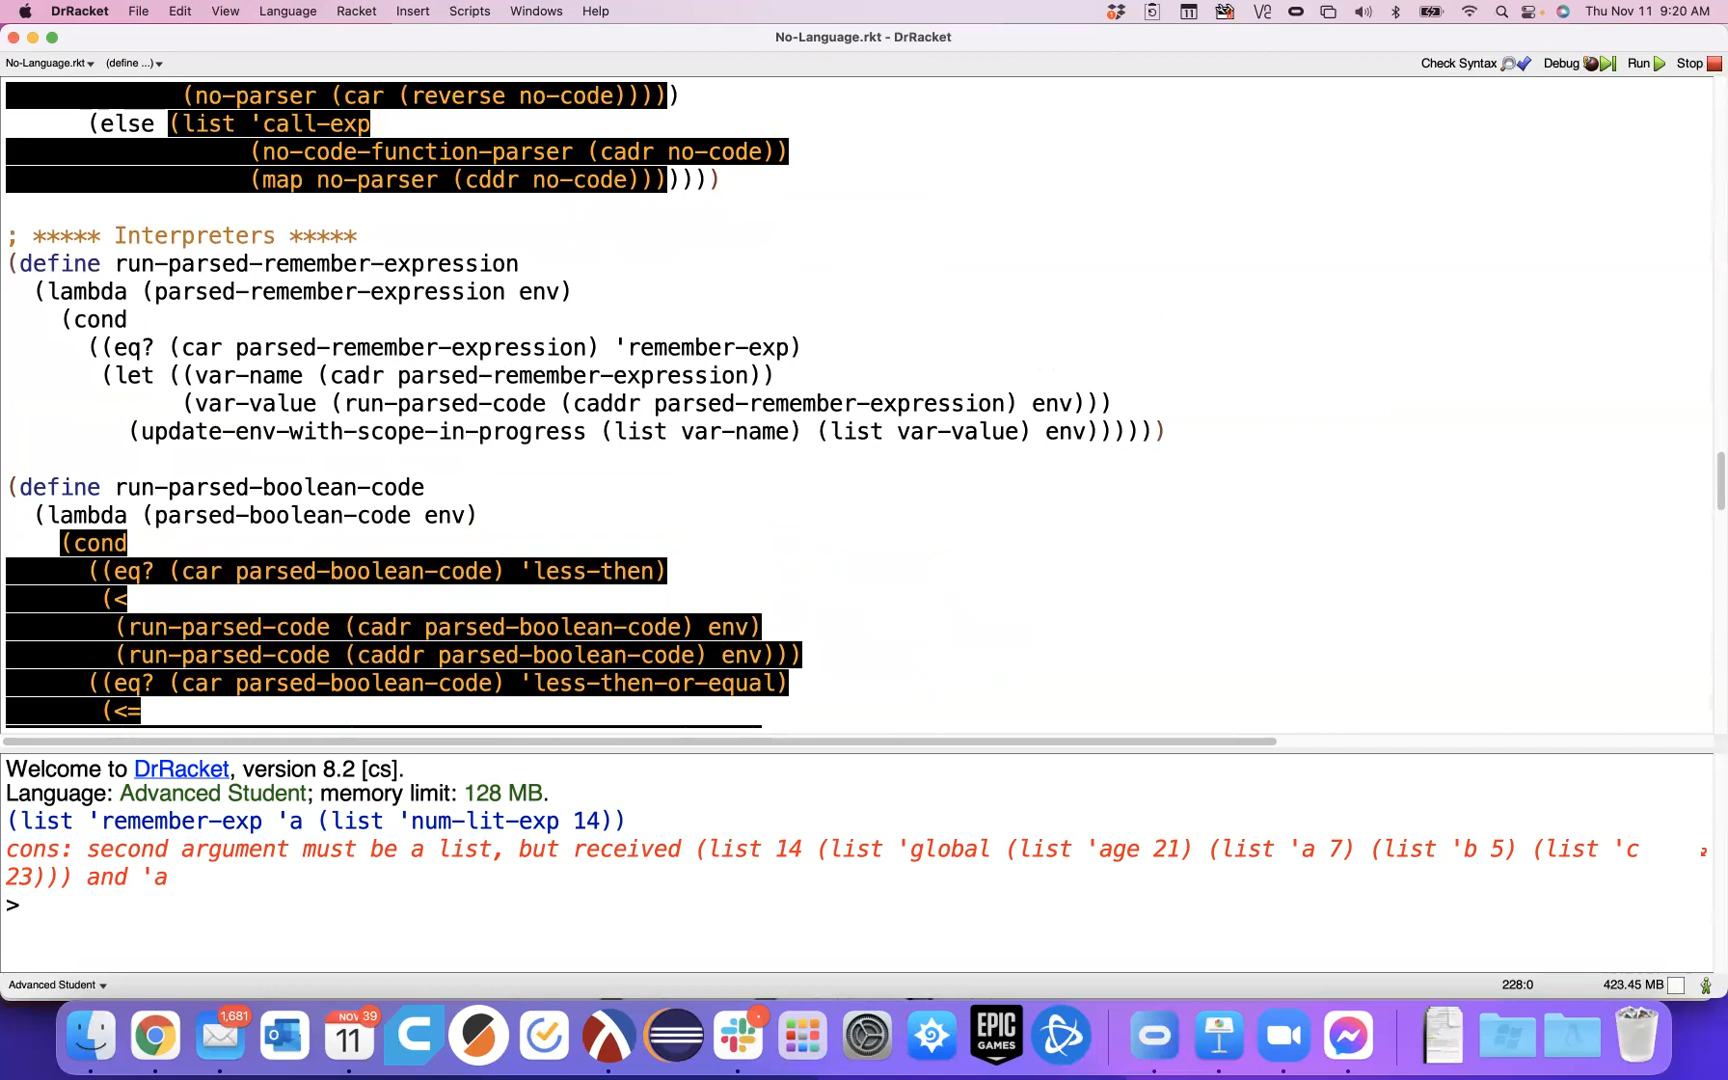 DrRacket File Edit View Language Racket Insert Scripts Windows Help Thu Nov 11 9:20 AM
No-Language.rkt - DrRacket
No-Language.rkt (define ...) Check Syntax Debug Run Stop
(no-parser (car (reverse no-code))))
(else (list 'call-exp
(no-code-function-parser (cadr no-code))
(map no-parser (cddr no-code)))))))
; ***** Interpreters *****
(define run-parsed-remember-expression
(lambda (parsed-remember-expression env)
(cond
((eq? (car parsed-remember-expression) 'remember-exp)
(let ((var-name (cadr parsed-remember-expression))
(var-value (run-parsed-code (caddr parsed-remember-expression) env)))
(update-env-with-scope-in-progress (list var-name) (list var-value) env))))))
(define run-parsed-boolean-code
(lambda (parsed-boolean-code env)
(cond
((eq? (car parsed-boolean-code) 'less-then)
(<
(run-parsed-code (cadr parsed-boolean-code) env)
(run-parsed-code (caddr parsed-boolean-code) env)))
((eq? (car parsed-boolean-code) 'less-then-or-equal)
(<=
Welcome to DrRacket, version 8.2 [cs].
Language: Advanced Student; memory limit: 128 MB.
(list 'remember-exp 'a (list 'num-lit-exp 14))
cons: second argument must be a list, but received (list 14 (list 'global (list 'age 21) (list 'a 7) (list 'b 5) (list 'c
23))) and 'a
>
Advanced Student 228:0 423.45 MB
1,681 NOV 39
11
EPIC
GAMES